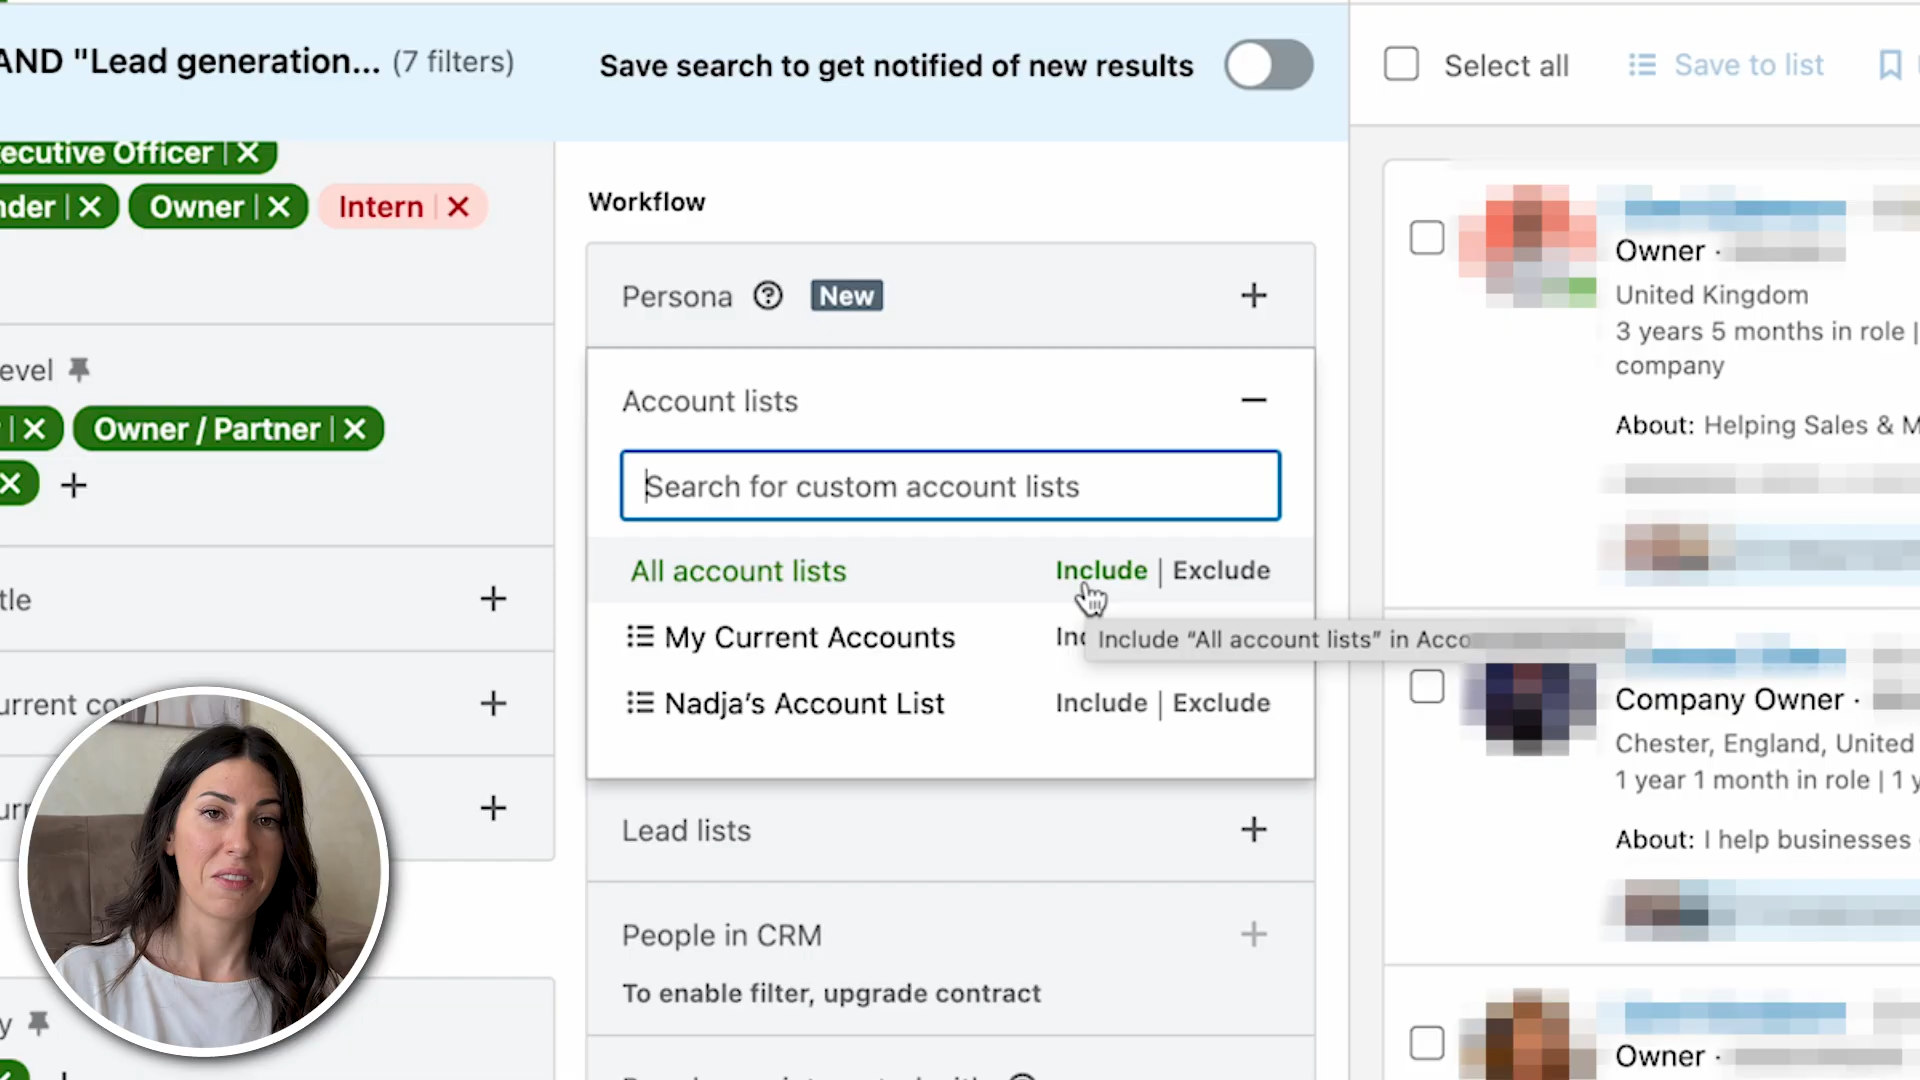 AND "Lead generation... (7 filters)
Save search to get notified of new results
Select all
Save to list
ecutive Officer
nder
Owner
Intern
evel
Owner / Partner
tle
urrent co
urr
y
Workflow
Persona
New
Account lists
Search for custom account lists
All account lists
Include | Exclude
My Current Accounts
Inc
Include “All account lists” in Acco
Nadja’s Account List
Include | Exclude
Lead lists
People in CRM
To enable filter, upgrade contract
Owner ·
United Kingdom
3 years 5 months in role |
company
About: Helping Sales & M
Company Owner ·
Chester, England, United
1 year 1 month in role | 1 y
About: I help businesses
Owner ·